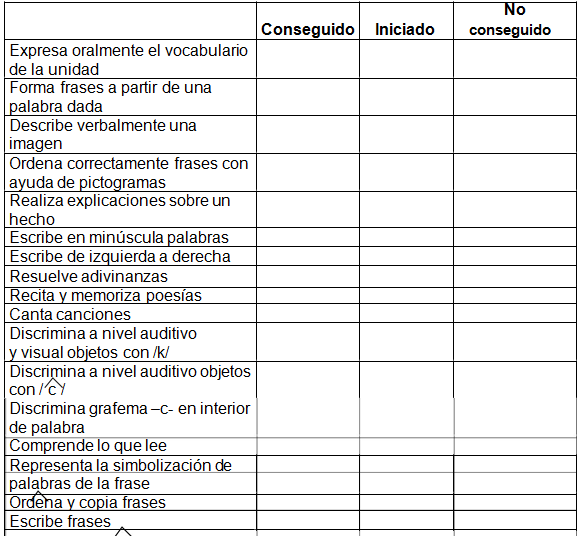 No
Conseguido Iniciado conseguido
Expresa oralmente el vocabulario
de la unidad
Forma frases a partir de una
palabra dada
Describe verbalmente una
imagen
Ordena correctamente frases con
ayuda de pictogramas
Realiza explicaciones sobre un
hecho
Escribe en minúscula palabras
Escribe de izquierda a derecha
Resuelve adivinanzas
Recita y memoriza poesías
Canta canciones
Discrimina a nivel auditivo
y visual objetos con /k/
Discrimina a nivel auditivo objetos
con / c /
Discrimina grafema –c- en interior
de palabra
Comprende lo que lee
Representa la simbolización de
palabras de la frase
Ordena y copia frases
Escribe frases